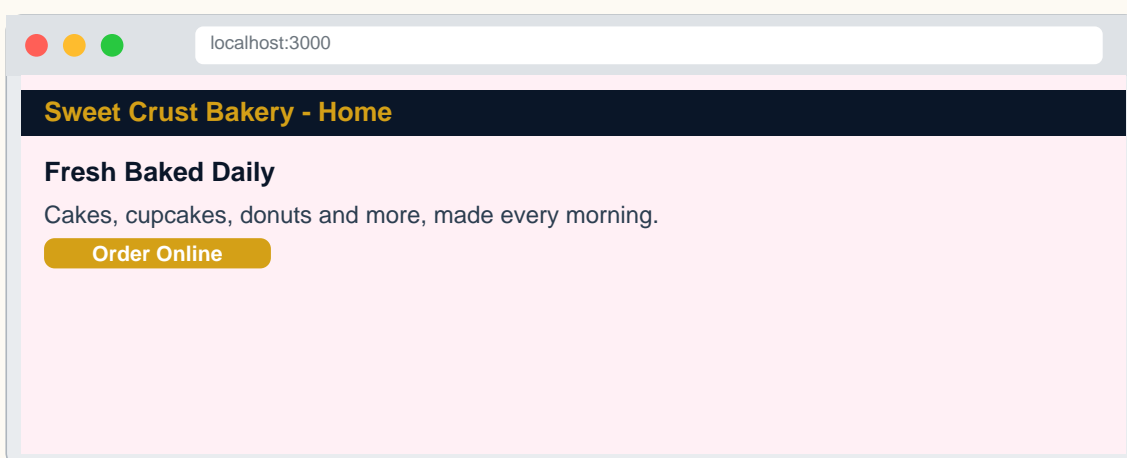 localhost:3000
Sweet Crust Bakery - Home
Fresh Baked Daily
Cakes, cupcakes, donuts and more, made every morning.
Order Online